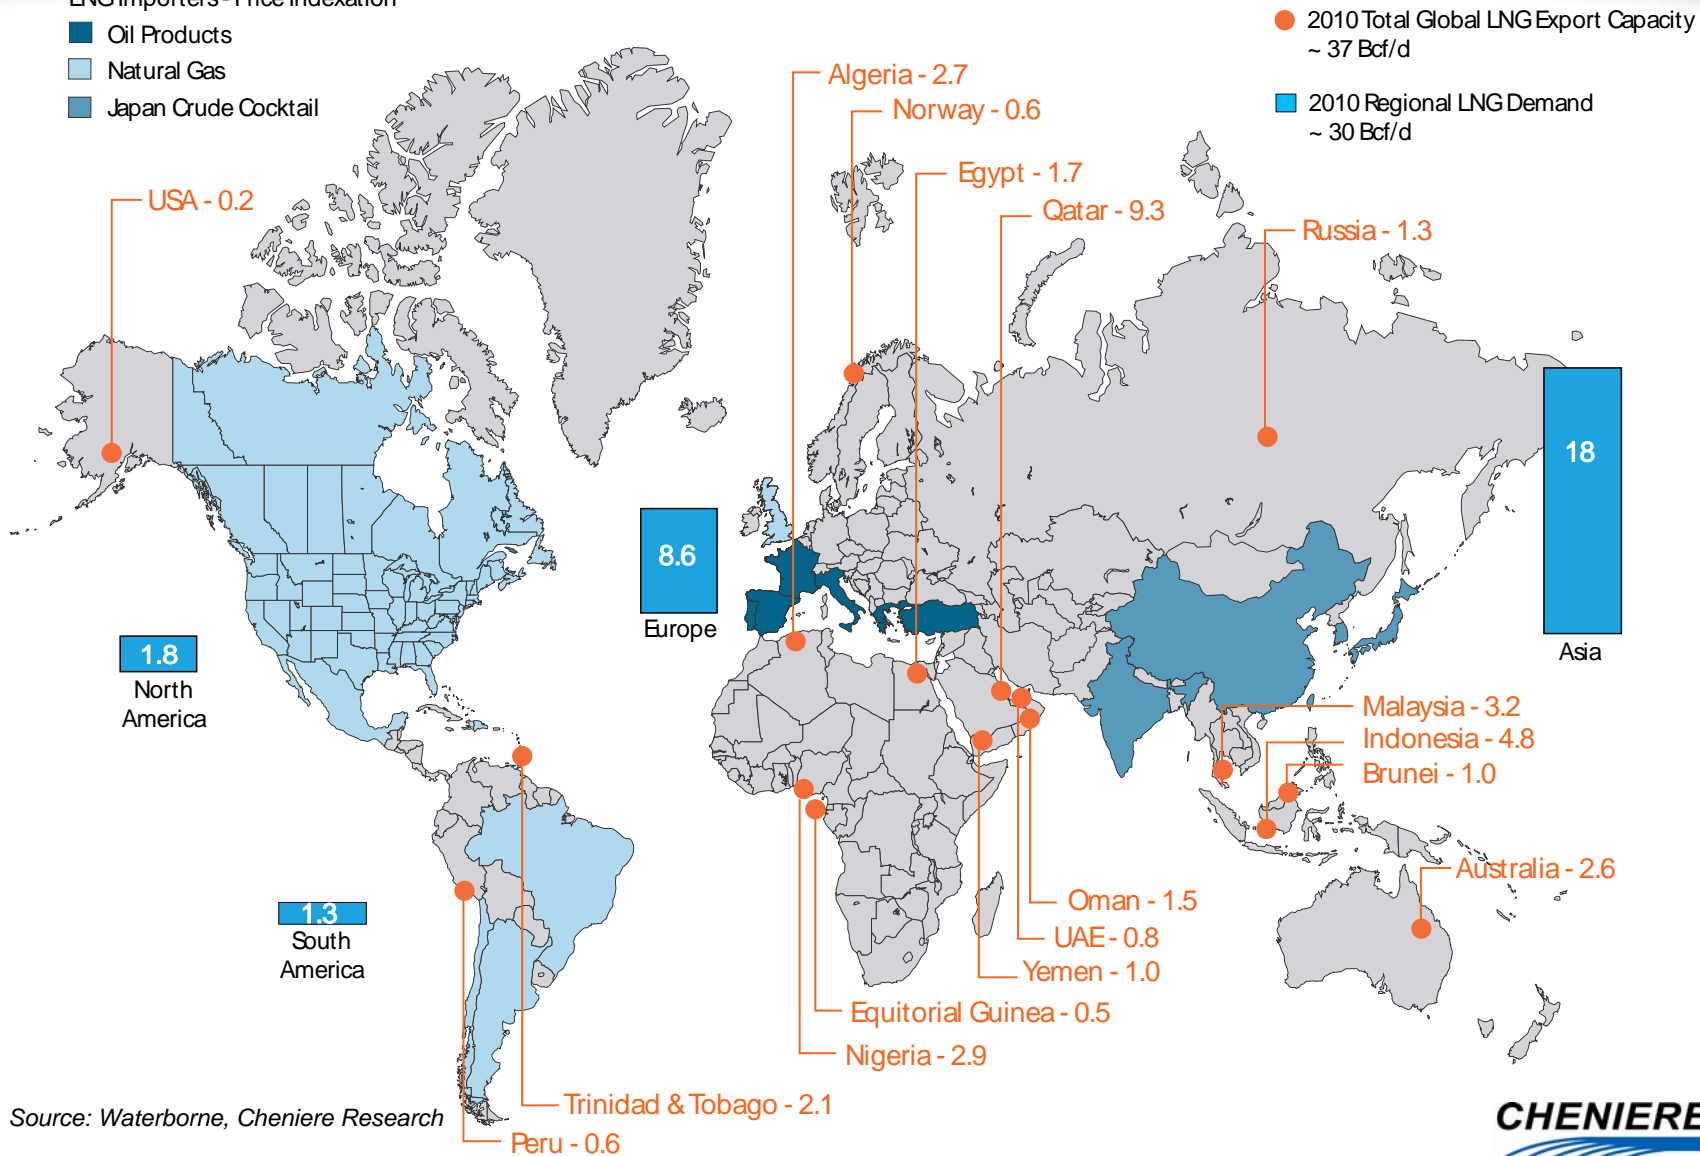 LNG Importers - Price Indexation
Oil Products
Natural Gas
Japan Crude Cocktail
2010 Total Global LNG Export Capacity
~ 37 Bcf/d
2010 Regional LNG Demand
~ 30 Bcf/d
Algeria - 2.7
Norway - 0.6
Egypt - 1.7
Qatar - 9.3
USA - 0.2
Russia - 1.3
18
Asia
8.6
Europe
1.8
North
America
Malaysia - 3.2
Indonesia - 4.8
Brunei - 1.0
Australia - 2.6
1.3
South
America
Oman - 1.5
UAE - 0.8
Yemen - 1.0
Equitorial Guinea - 0.5
Nigeria - 2.9
Trinidad & Tobago - 2.1
Peru - 0.6
Source: Waterborne, Cheniere Research
CHENIERE